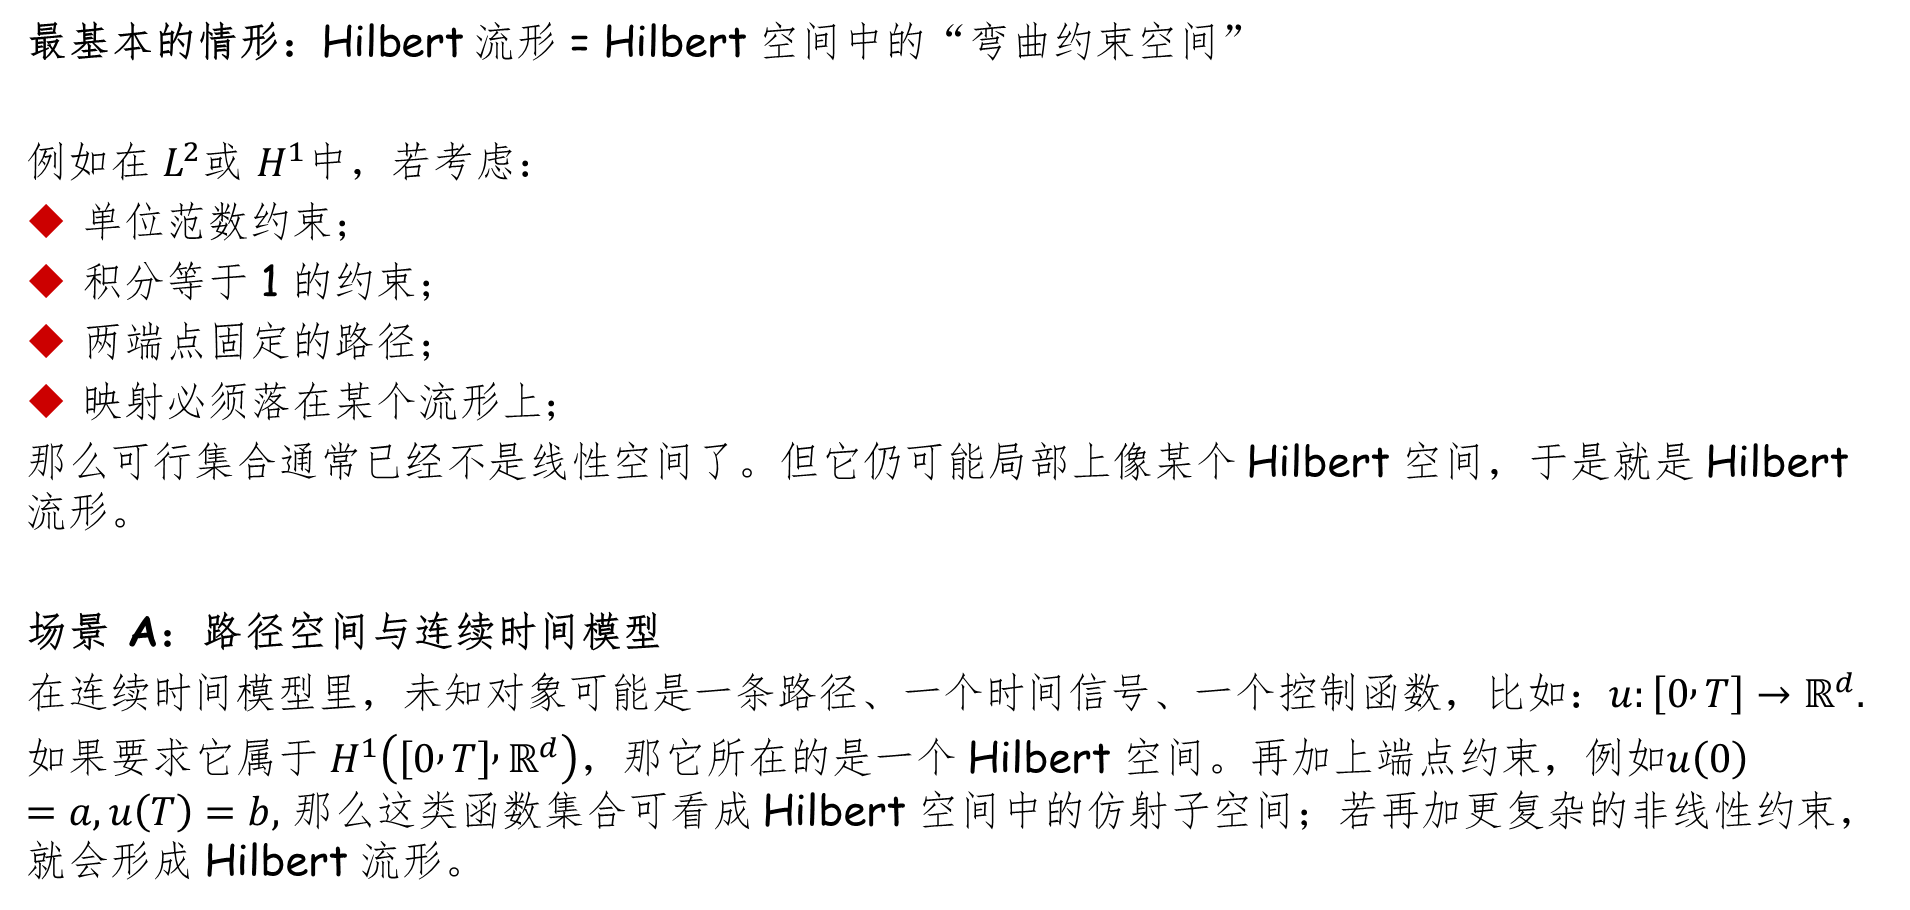 最基本的情形：Hilbert 流形 = Hilbert 空间中的“弯曲约束空间”
例如在 L²或 H¹中，若考虑：
◆ 单位范数约束；
◆ 积分等于 1 的约束；
◆ 两端点固定的路径；
◆ 映射必须落在某个流形上；
那么可行集合通常已经不是线性空间了。但它仍可能局部上像某个 Hilbert 空间，于是就是 Hilbert
流形。
场景 A：路径空间与连续时间模型
在连续时间模型里，未知对象可能是一条路径、一个时间信号、一个控制函数，比如：u: [0, T] → ℝᵈ.
如果要求它属于 H¹([0, T], ℝᵈ)，那它所在的是一个 Hilbert 空间。再加上端点约束，例如u(0)
= a, u(T) = b, 那么这类函数集合可看成 Hilbert 空间中的仿射子空间；若再加更复杂的非线性约束，
就会形成 Hilbert 流形。